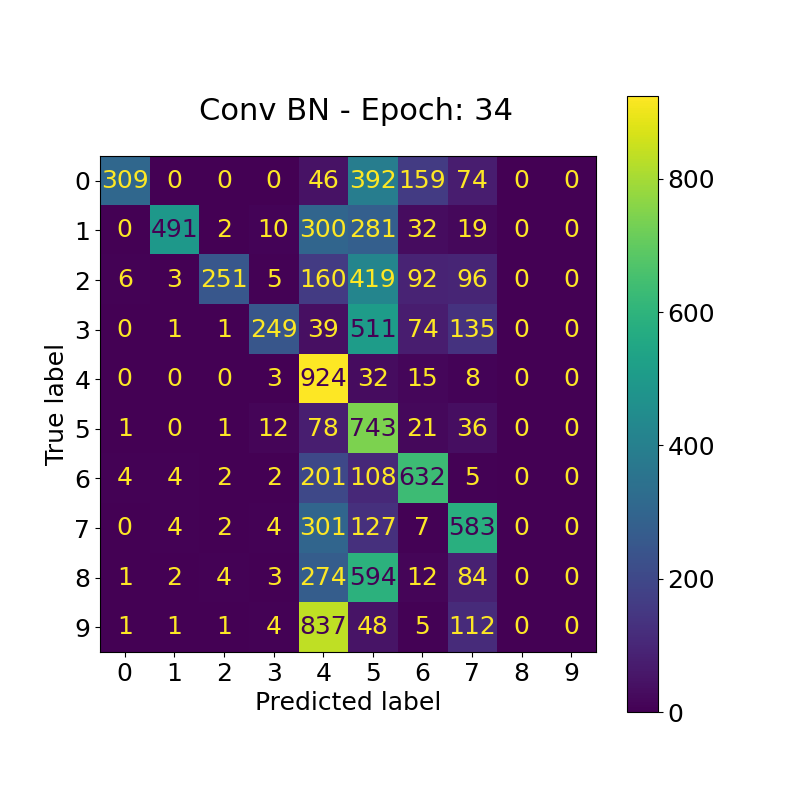 Conv BN - Epoch: 34
0 309 0 0 0 46 392 159 74 0 0
1 0 491 2 10 300 281 32 19 0 0
2 6 3 251 5 160 419 92 96 0 0
3 0 1 1 249 39 511 74 135 0 0
4 0 0 0 3 924 32 15 8 0 0
5 1 0 1 12 78 743 21 36 0 0
6 4 4 2 2 201 108 632 5 0 0
7 0 4 2 4 301 127 7 583 0 0
8 1 2 4 3 274 594 12 84 0 0
9 1 1 1 4 837 48 5 112 0 0
0 1 2 3 4 5 6 7 8 9
Predicted label
True label
800
600
400
200
0